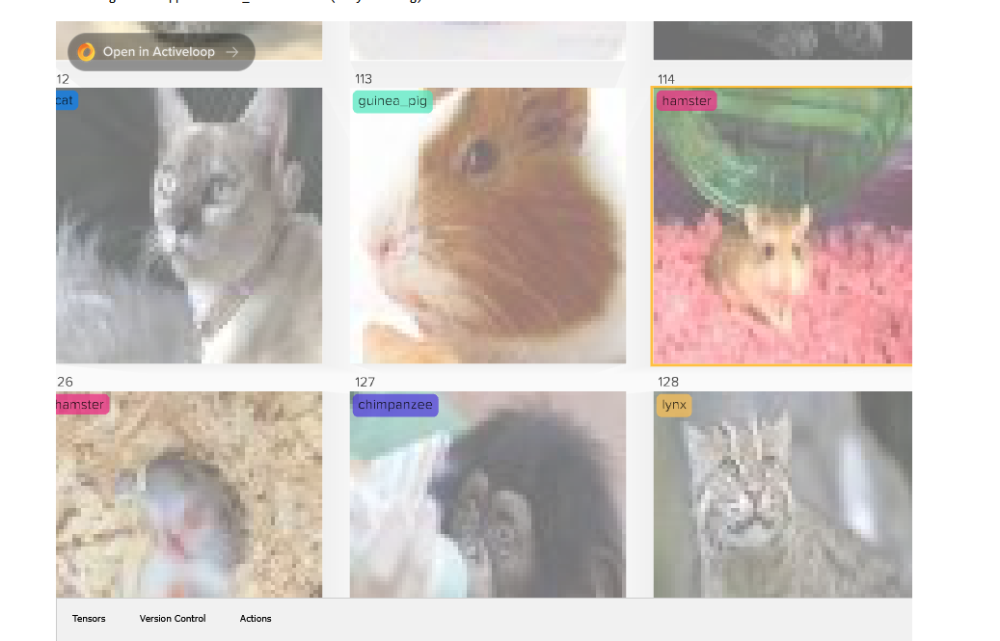 Open in Activeloop →
12
113
114
cat
guinea_pig
hamster
26
127
128
hamster
chimpanzee
lynx
Tensors Version Control Actions